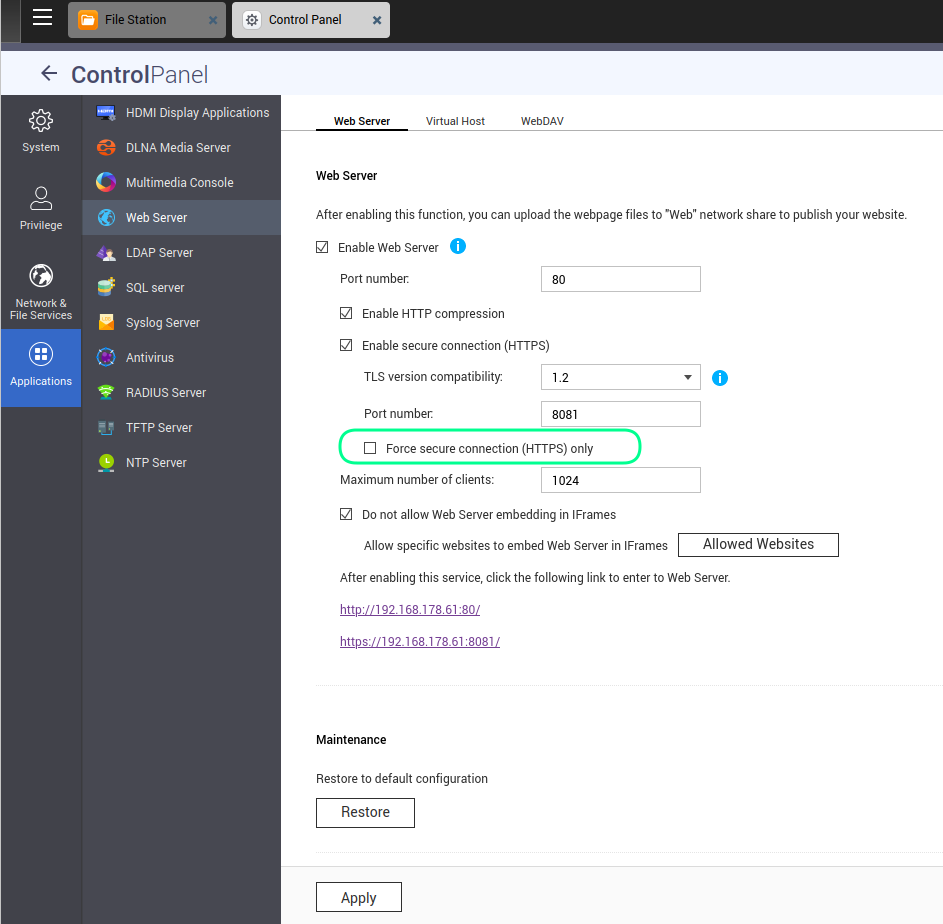 File Station
Control Panel
ControlPanel
System
Privilege
Network &
File Services
Applications
HDMI Display Applications
DLNA Media Server
Multimedia Console
Web Server
LDAP Server
SQL server
Syslog Server
Antivirus
RADIUS Server
TFTP Server
NTP Server
Web Server
Virtual Host
WebDAV
Web Server
After enabling this function, you can upload the webpage files to "Web" network share to publish your website.
Enable Web Server
Port number: 80
Enable HTTP compression
Enable secure connection (HTTPS)
TLS version compatibility: 1.2
Port number: 8081
Force secure connection (HTTPS) only
Maximum number of clients: 1024
Do not allow Web Server embedding in IFrames
Allow specific websites to embed Web Server in IFrames Allowed Websites
After enabling this service, click the following link to enter to Web Server.
http://192.168.178.61:80/
https://192.168.178.61:8081/
Maintenance
Restore to default configuration
Restore
Apply